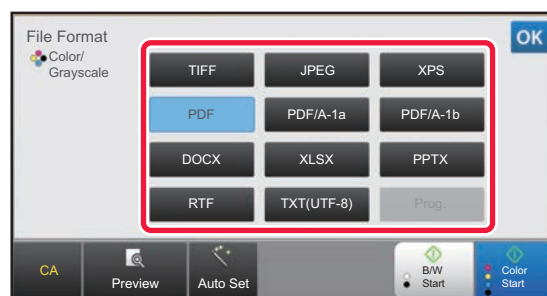 File Format
OK
Color/
Grayscale
TIFF
JPEG
XPS
PDF
PDF/A-1a
PDF/A-1b
DOCX
XLSX
PPTX
RTF
TXT(UTF-8)
Prog.
CA
Preview
Auto Set
B/W
Start
Color
Start